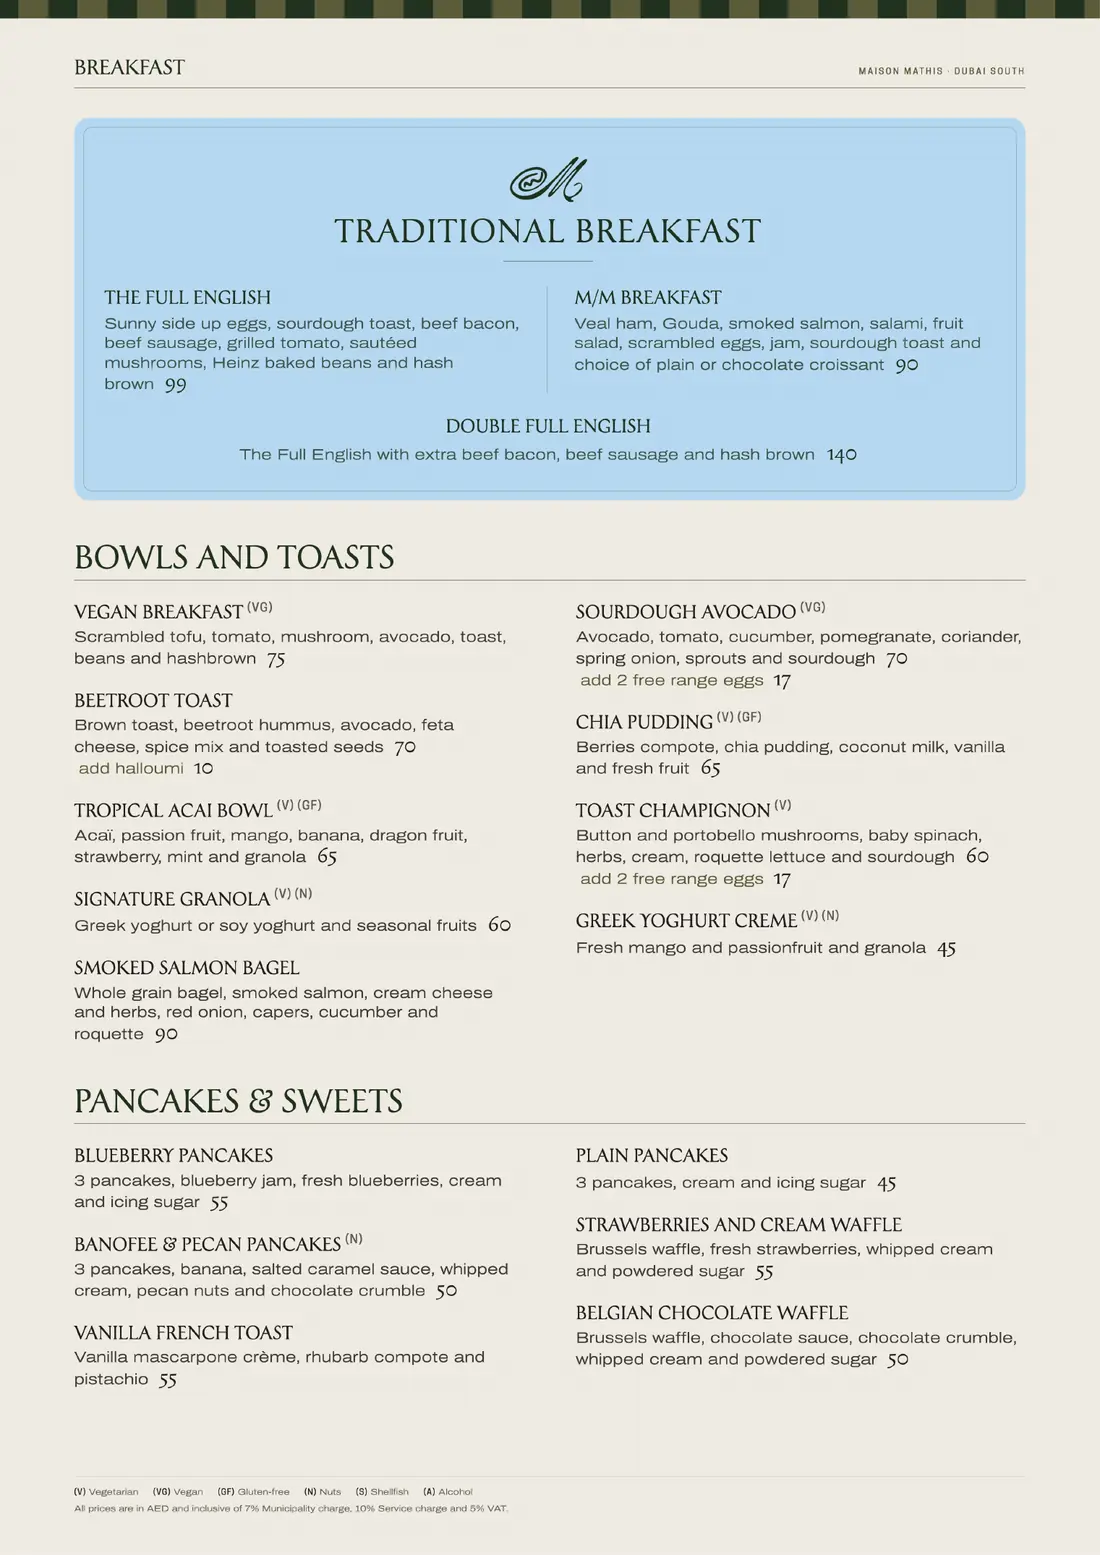 BREAKFAST
MAISON MATHIS · DUBAI SOUTH
TRADITIONAL BREAKFAST
THE FULL ENGLISH
Sunny side up eggs, sourdough toast, beef bacon,
beef sausage, grilled tomato, sautéed
mushrooms, Heinz baked beans and hash
brown 99
M/M BREAKFAST
Veal ham, Gouda, smoked salmon, salami, fruit
salad, scrambled eggs, jam, sourdough toast and
choice of plain or chocolate croissant 90
DOUBLE FULL ENGLISH
The Full English with extra beef bacon, beef sausage and hash brown 140
BOWLS AND TOASTS
VEGAN BREAKFAST (VG)
Scrambled tofu, tomato, mushroom, avocado, toast,
beans and hashbrown 75
BEETROOT TOAST
Brown toast, beetroot hummus, avocado, feta
cheese, spice mix and toasted seeds 70
add halloumi 10
TROPICAL ACAI BOWL (V) (GF)
Acaï, passion fruit, mango, banana, dragon fruit,
strawberry, mint and granola 65
SIGNATURE GRANOLA (V) (N)
Greek yoghurt or soy yoghurt and seasonal fruits 60
SMOKED SALMON BAGEL
Whole grain bagel, smoked salmon, cream cheese
and herbs, red onion, capers, cucumber and
roquette 90
SOURDOUGH AVOCADO (VG)
Avocado, tomato, cucumber, pomegranate, coriander,
spring onion, sprouts and sourdough 70
add 2 free range eggs 17
CHIA PUDDING (V) (GF)
Berries compote, chia pudding, coconut milk, vanilla
and fresh fruit 65
TOAST CHAMPIGNON (V)
Button and portobello mushrooms, baby spinach,
herbs, cream, roquette lettuce and sourdough 60
add 2 free range eggs 17
GREEK YOGHURT CREME (V) (N)
Fresh mango and passionfruit and granola 45
PANCAKES & SWEETS
BLUEBERRY PANCAKES
3 pancakes, blueberry jam, fresh blueberries, cream
and icing sugar 55
BANOFEE & PECAN PANCAKES (N)
3 pancakes, banana, salted caramel sauce, whipped
cream, pecan nuts and chocolate crumble 50
VANILLA FRENCH TOAST
Vanilla mascarpone crème, rhubarb compote and
pistachio 55
PLAIN PANCAKES
3 pancakes, cream and icing sugar 45
STRAWBERRIES AND CREAM WAFFLE
Brussels waffle, fresh strawberries, whipped cream
and powdered sugar 55
BELGIAN CHOCOLATE WAFFLE
Brussels waffle, chocolate sauce, chocolate crumble,
whipped cream and powdered sugar 50
(V) Vegetarian (VG) Vegan (GF) Gluten-free (N) Nuts (S) Shellfish (A) Alcohol
All prices are in AED and inclusive of 7% Municipality charge, 10% Service charge and 5% VAT.